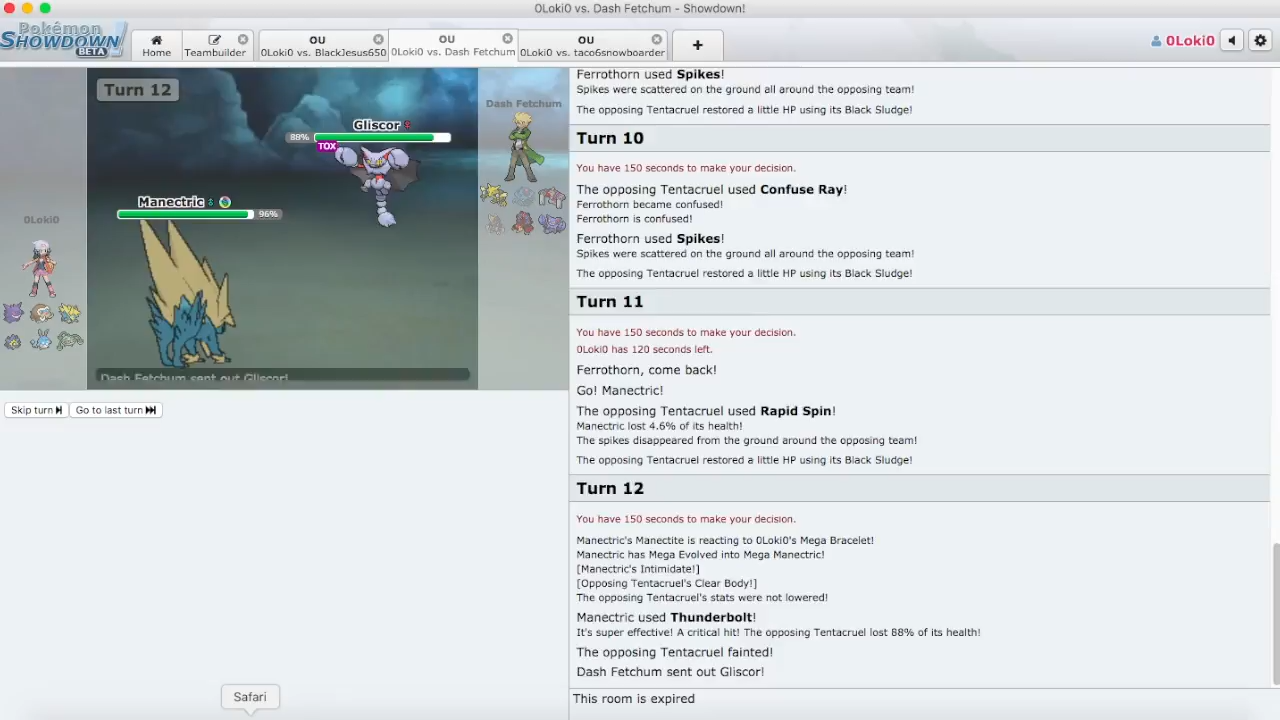 0Loki0 vs. Dash Fetchum - Showdown!
Pokémon
SHOWDOWN
BETA
Home
Teambuilder
OU
0Loki0 vs. BlackJesus650
OU
0Loki0 vs. Dash Fetchum
OU
0Loki0 vs. taco6snowboarder
+
0Loki0
Turn 12
Gliscor
88%
TOX
Manectric
96%
Dash Fetchum
0Loki0
Dash Fetchum sent out Gliscor!
Skip turn
Go to last turn
Ferrothorn used Spikes!
Spikes were scattered on the ground all around the opposing team!
The opposing Tentacruel restored a little HP using its Black Sludge!
Turn 10
You have 150 seconds to make your decision.
The opposing Tentacruel used Confuse Ray!
Ferrothorn became confused!
Ferrothorn is confused!
Ferrothorn used Spikes!
Spikes were scattered on the ground all around the opposing team!
The opposing Tentacruel restored a little HP using its Black Sludge!
Turn 11
You have 150 seconds to make your decision.
0Loki0 has 120 seconds left.
Ferrothorn, come back!
Go! Manectric!
The opposing Tentacruel used Rapid Spin!
Manectric lost 4.6% of its health!
The spikes disappeared from the ground around the opposing team!
The opposing Tentacruel restored a little HP using its Black Sludge!
Turn 12
You have 150 seconds to make your decision.
Manectric's Manectite is reacting to 0Loki0's Mega Bracelet!
Manectric has Mega Evolved into Mega Manectric!
[Manectric's Intimidate!]
[Opposing Tentacruel's Clear Body!]
The opposing Tentacruel's stats were not lowered!
Manectric used Thunderbolt!
It's super effective! A critical hit! The opposing Tentacruel lost 88% of its health!
The opposing Tentacruel fainted!
Dash Fetchum sent out Gliscor!
This room is expired
Safari